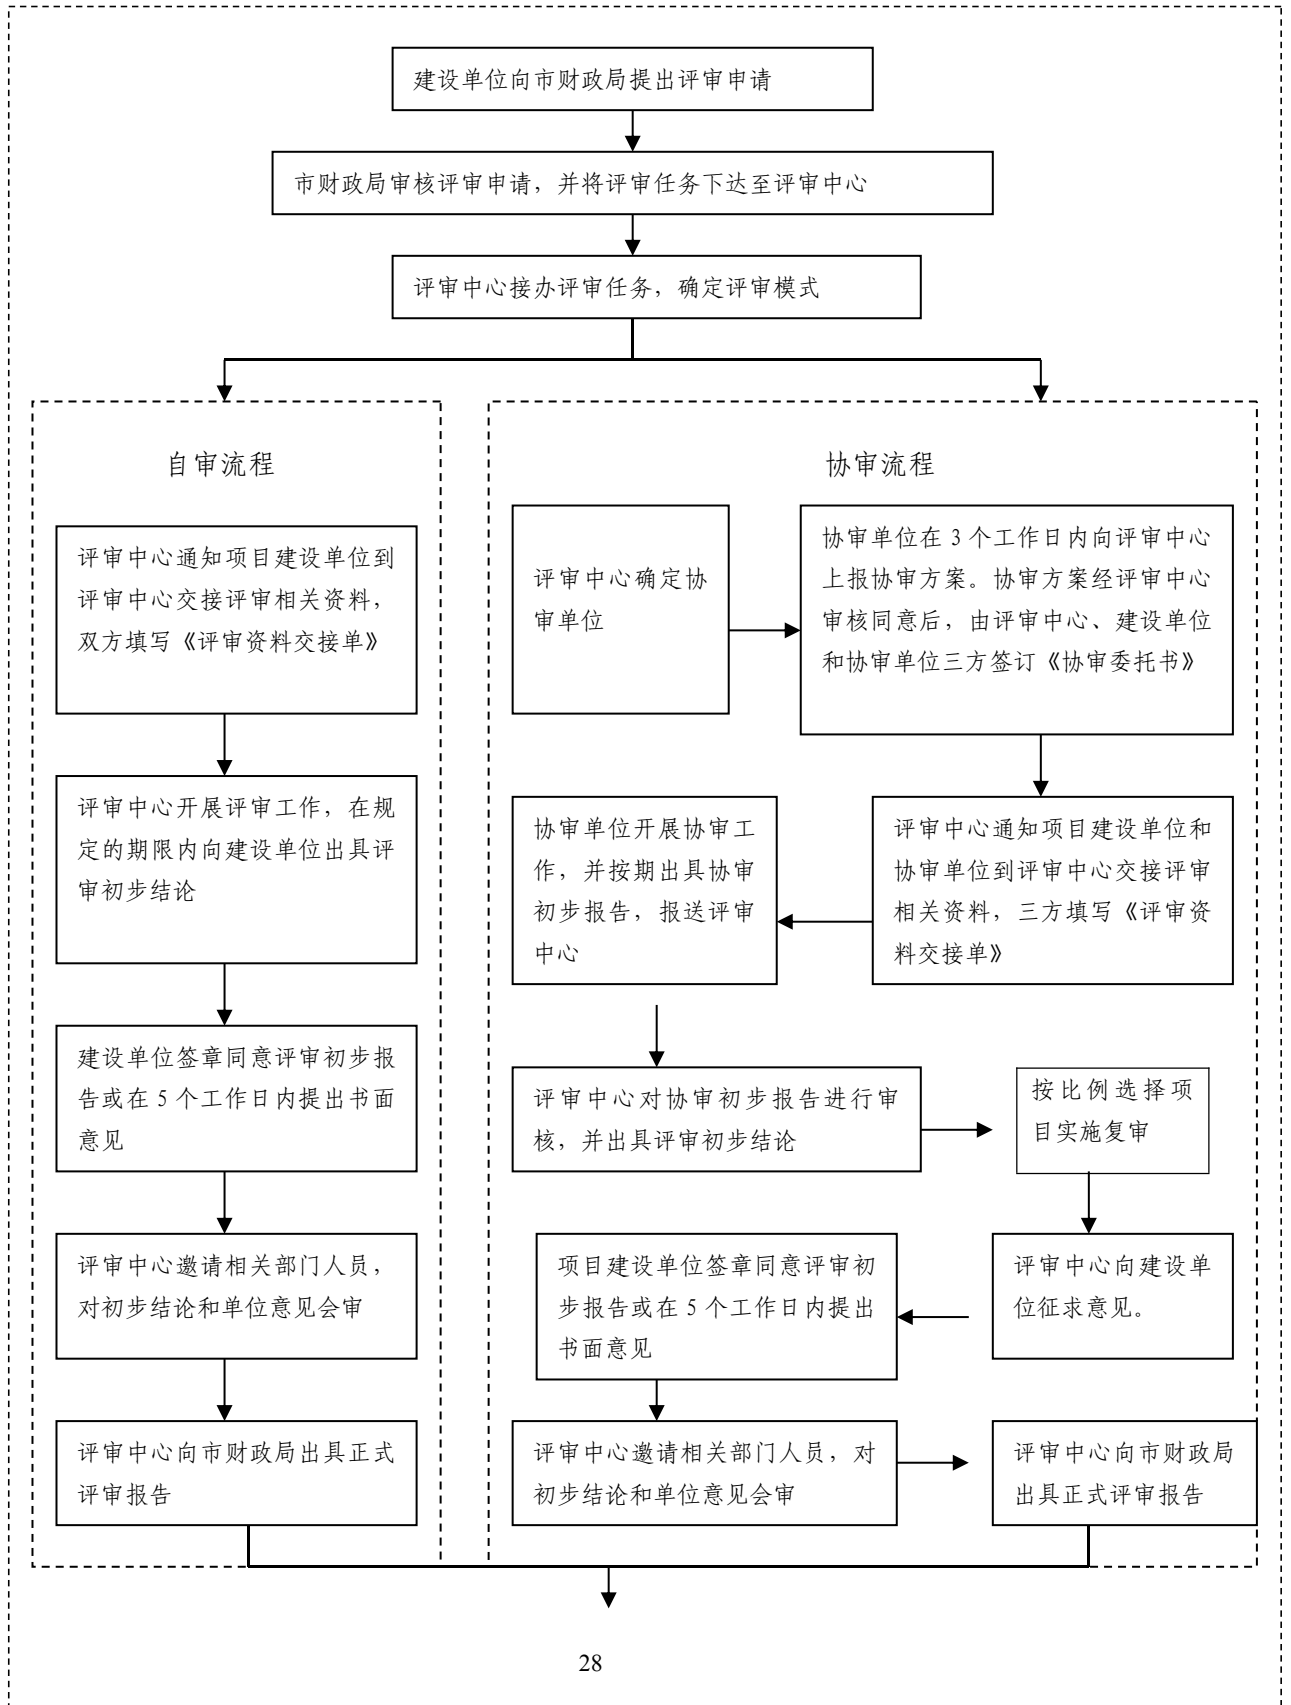 建设单位向市财政局提出评审申请
市财政局审核评审申请，并将评审任务下达至评审中心
评审中心接办评审任务，确定评审模式
自审流程
评审中心通知项目建设单位到
评审中心交接评审相关资料，
双方填写《评审资料交接单》
评审中心开展评审工作，在规
定的期限内向建设单位出具评
审初步结论
建设单位签章同意评审初步报
告或在 5 个工作日内提出书面
意见
评审中心邀请相关部门人员，
对初步结论和单位意见会审
评审中心向市财政局出具正式
评审报告
协审流程
评审中心确定协
审单位
协审单位在 3 个工作日内向评审中心
上报协审方案。协审方案经评审中心
审核同意后，由评审中心、建设单位
和协审单位三方签订《协审委托书》
评审中心通知项目建设单位和
协审单位到评审中心交接评审
相关资料，三方填写《评审资
料交接单》
协审单位开展协审工
作，并按期出具协审
初步报告，报送评审
中心
评审中心对协审初步报告进行审
核，并出具评审初步结论
按比例选择项
目实施复审
评审中心向建设单
位征求意见。
项目建设单位签章同意评审初
步报告或在 5 个工作日内提出
书面意见
评审中心邀请相关部门人员，对
初步结论和单位意见会审
评审中心向市财政局
出具正式评审报告
28